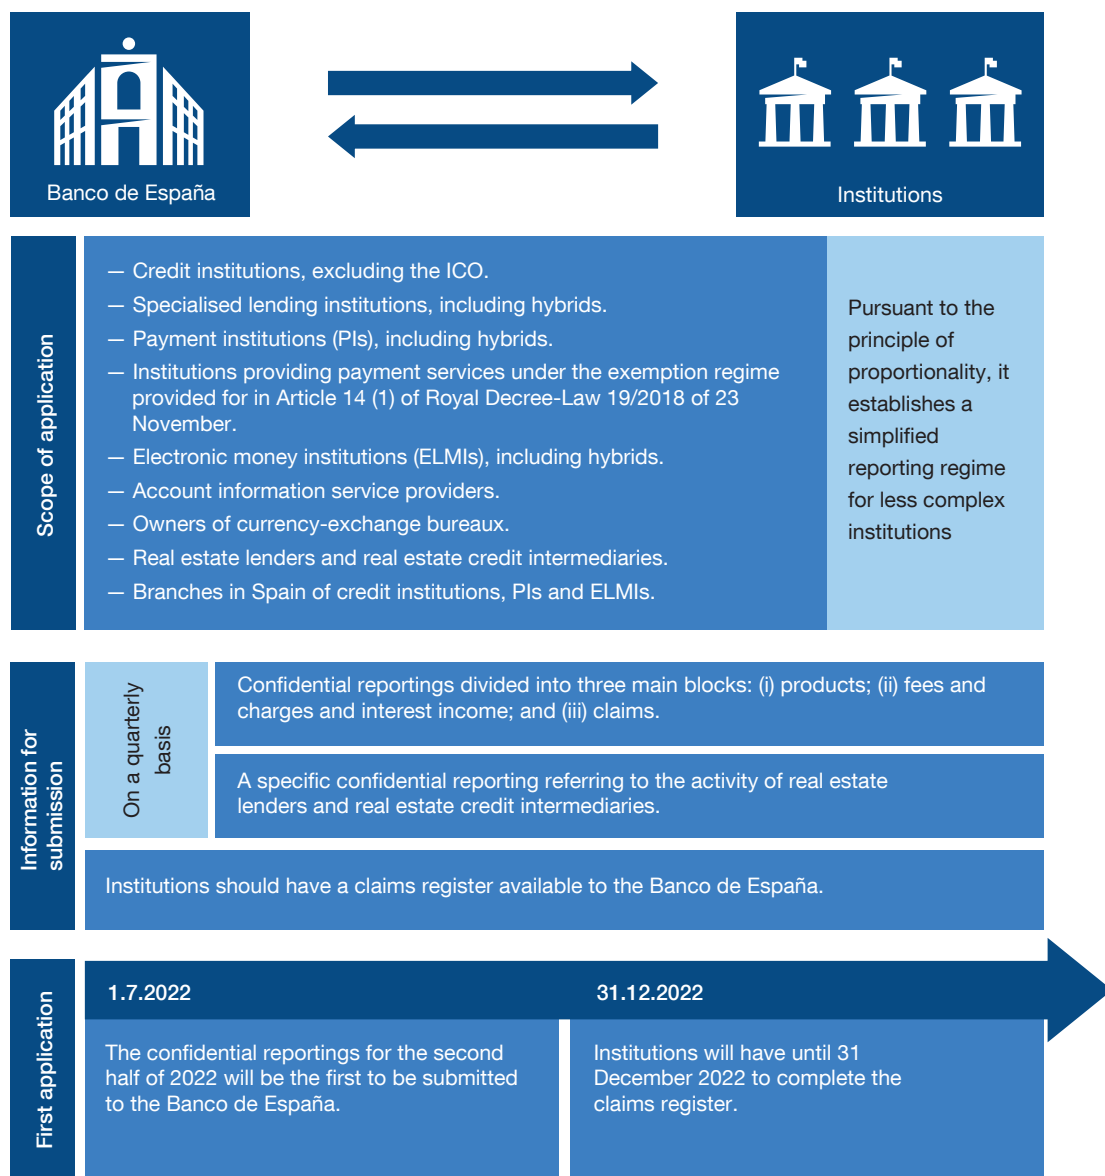 Banco de España
Institutions
Scope of application
— Credit institutions, excluding the ICO.
— Specialised lending institutions, including hybrids.
— Payment institutions (PIs), including hybrids.
— Institutions providing payment services under the exemption regime
provided for in Article 14 (1) of Royal Decree-Law 19/2018 of 23
November.
— Electronic money institutions (ELMIs), including hybrids.
— Account information service providers.
— Owners of currency-exchange bureaux.
— Real estate lenders and real estate credit intermediaries.
— Branches in Spain of credit institutions, PIs and ELMIs.
Pursuant to the
principle of
proportionality, it
establishes a
simplified
reporting regime
for less complex
institutions
Information for
submission
On a quarterly
basis
Confidential reportings divided into three main blocks: (i) products; (ii) fees and
charges and interest income; and (iii) claims.
A specific confidential reporting referring to the activity of real estate
lenders and real estate credit intermediaries.
Institutions should have a claims register available to the Banco de España.
First application
1.7.2022
The confidential reportings for the second
half of 2022 will be the first to be submitted
to the Banco de España.
31.12.2022
Institutions will have until 31
December 2022 to complete the
claims register.